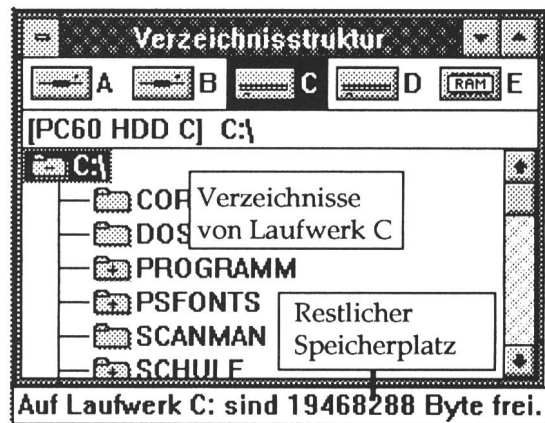 Verzeichnisstruktur
A B C D RAM E
[PC60 HDD C] C:\
C:\
Verzeichnisse
von Laufwerk C
DOS
PROGRAMM
PSFONTS
SCANMAN
SCHULE
Restlicher
Speicherplatz
Auf Laufwerk C: sind 19468288 Byte frei.